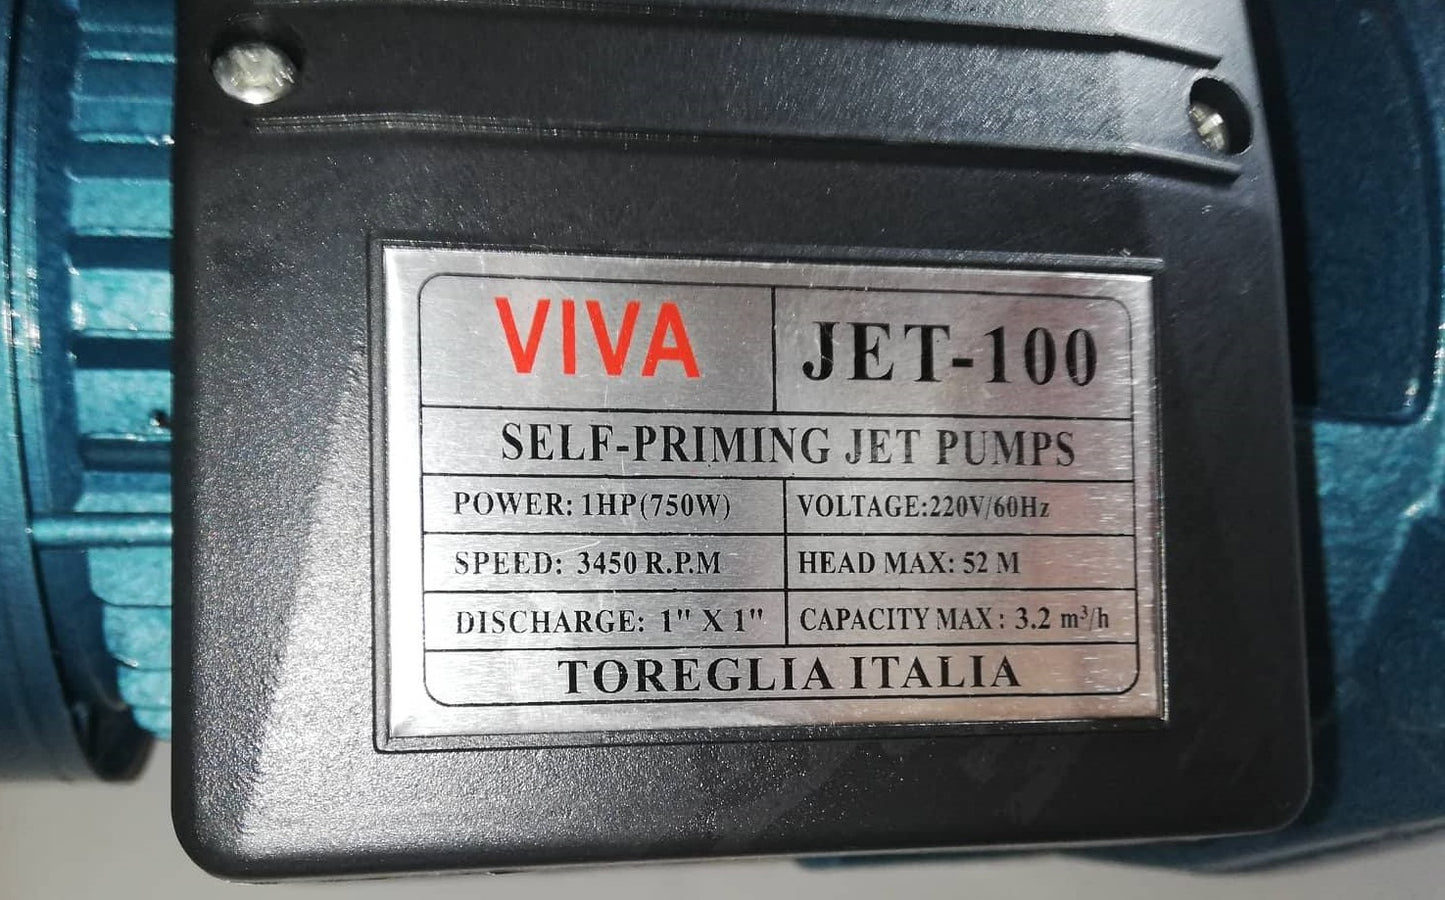 VIVA JET-100
SELF-PRIMING JET PUMPS
POWER: 1HP(750W) VOLTAGE:220V/60Hz
SPEED: 3450 R.P.M HEAD MAX: 52 M
DISCHARGE: 1" X 1" CAPACITY MAX: 3.2 m³/h
TOREGLIA ITALIA